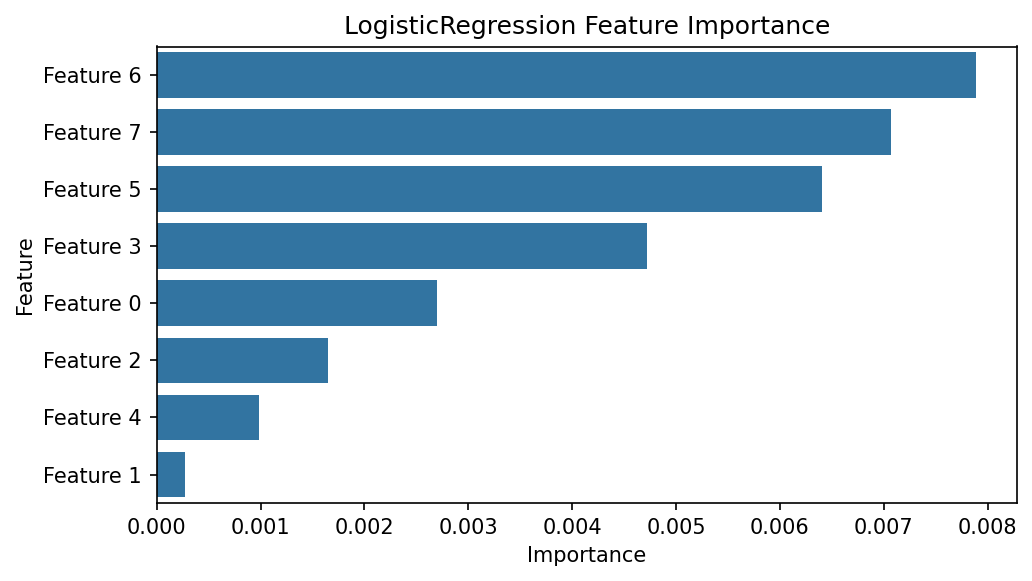 LogisticRegression Feature Importance
Feature 6
Feature 7
Feature 5
Feature 3
Feature 0
Feature 2
Feature 4
Feature 1
Feature
0.000 0.001 0.002 0.003 0.004 0.005 0.006 0.007 0.008
Importance